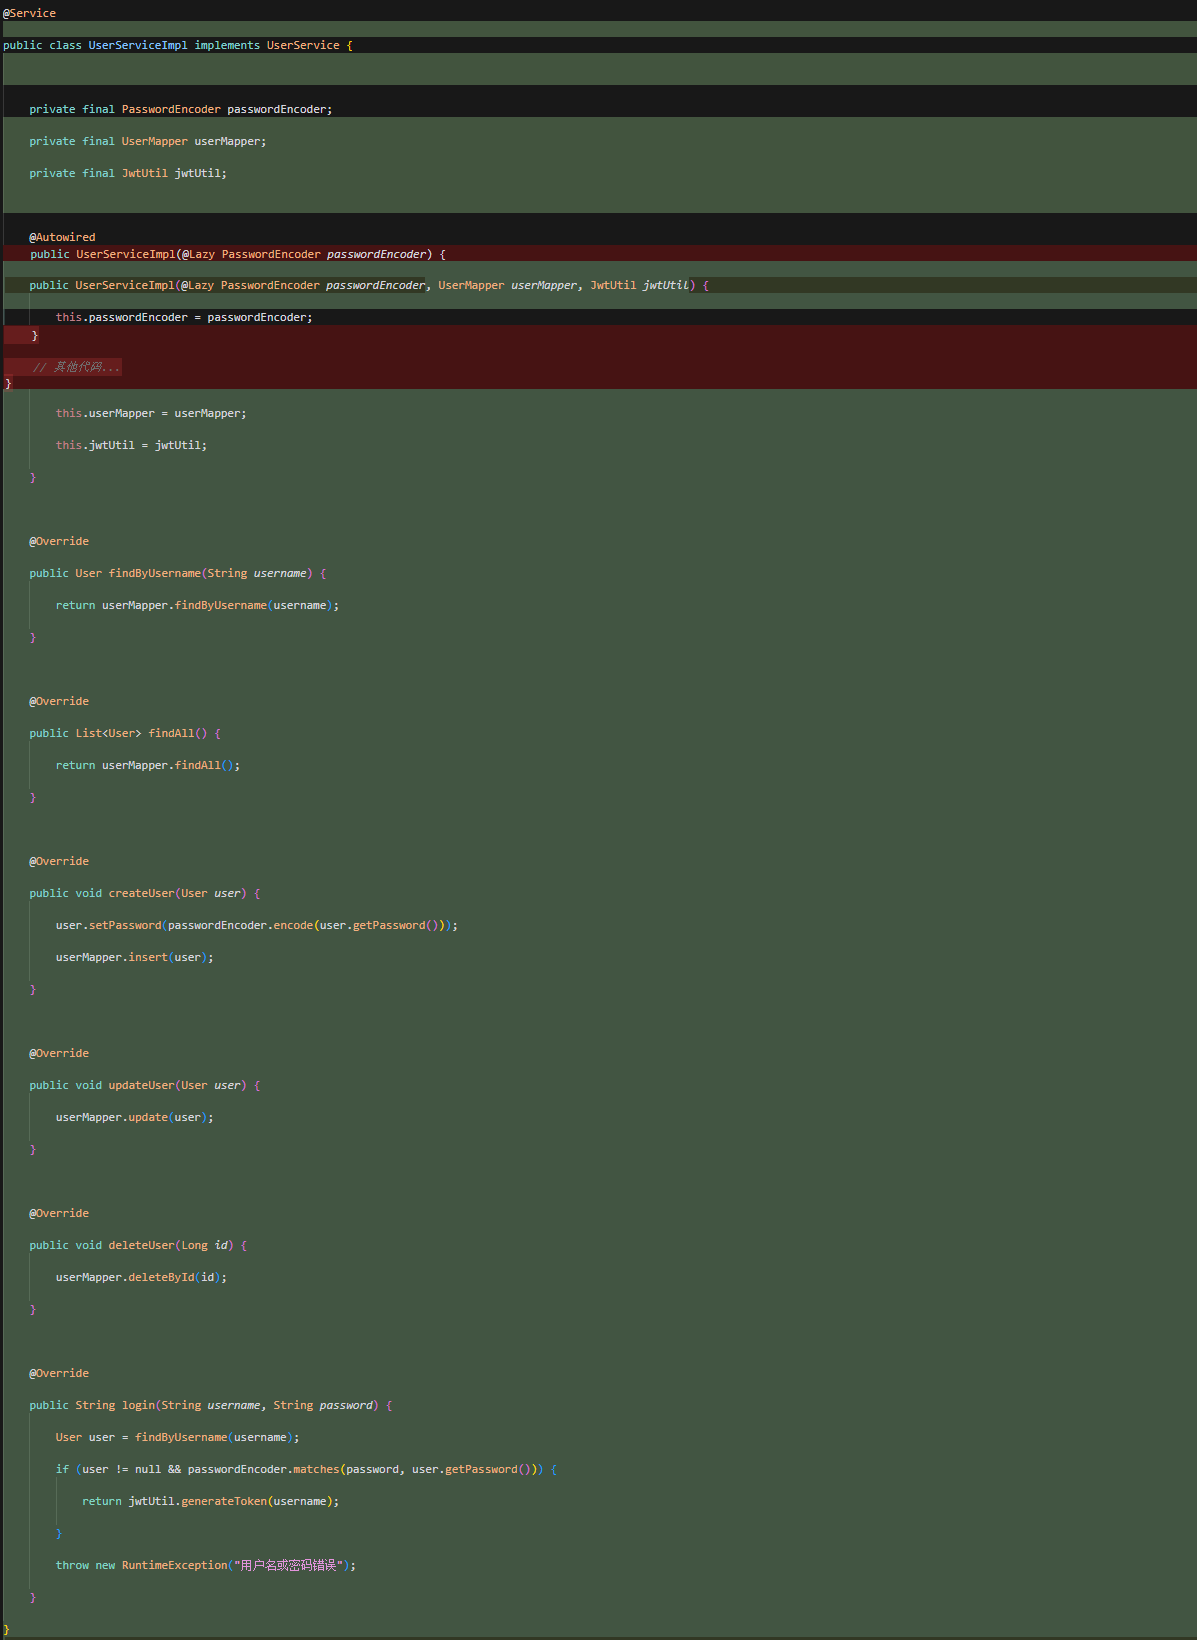 @Service
public class UserServiceImpl implements UserService {
private final PasswordEncoder passwordEncoder;
private final UserMapper userMapper;
private final JwtUtil jwtUtil;
@Autowired
public UserServiceImpl(@Lazy PasswordEncoder passwordEncoder) {
public UserServiceImpl(@Lazy PasswordEncoder passwordEncoder, UserMapper userMapper, JwtUtil jwtUtil) {
this.passwordEncoder = passwordEncoder;
}
// 其他代码...
}
this.userMapper = userMapper;
this.jwtUtil = jwtUtil;
}
@Override
public User findByUsername(String username) {
return userMapper.findByUsername(username);
}
@Override
public List<User> findAll() {
return userMapper.findAll();
}
@Override
public void createUser(User user) {
user.setPassword(passwordEncoder.encode(user.getPassword()));
userMapper.insert(user);
}
@Override
public void updateUser(User user) {
userMapper.update(user);
}
@Override
public void deleteUser(Long id) {
userMapper.deleteById(id);
}
@Override
public String login(String username, String password) {
User user = findByUsername(username);
if (user != null && passwordEncoder.matches(password, user.getPassword())) {
return jwtUtil.generateToken(username);
}
throw new RuntimeException("用户名或密码错误");
}
}